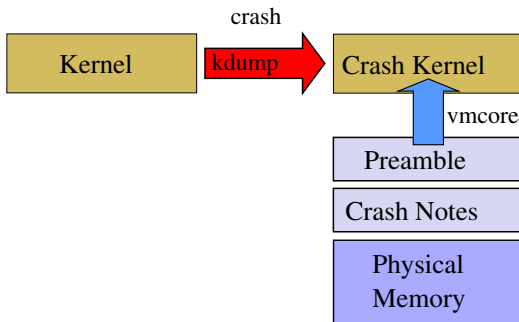 crash
Kernel
kdump
Crash Kernel
vmcore
Preamble
Crash Notes
Physical
Memory